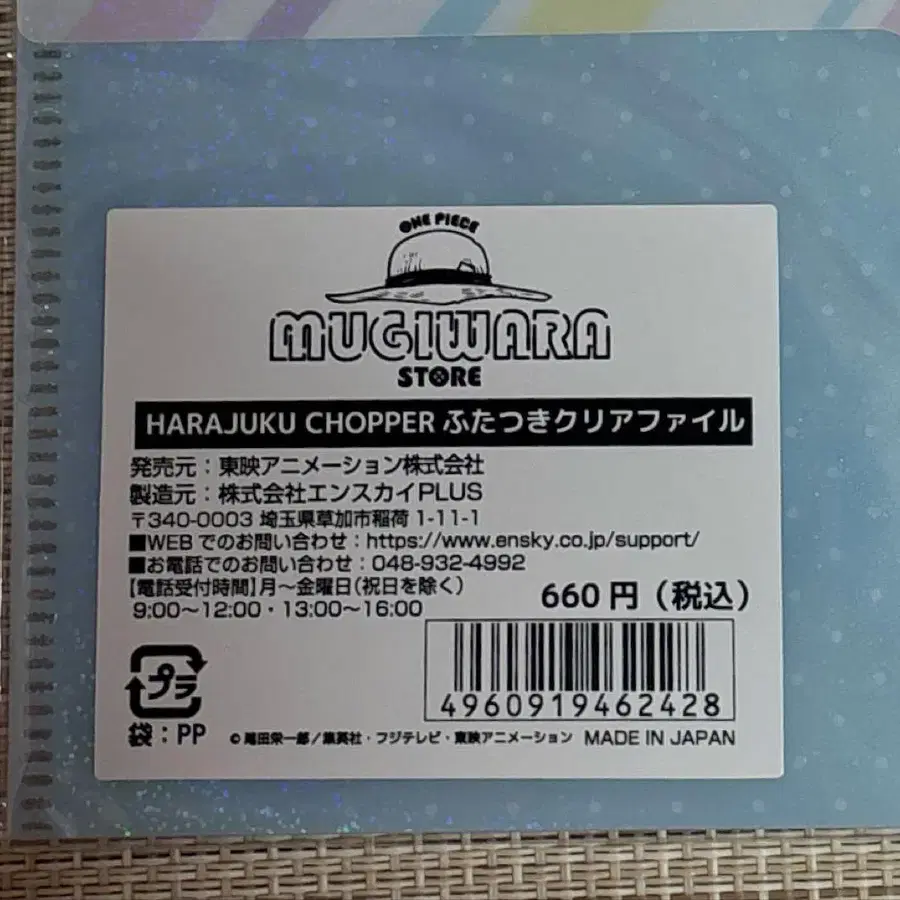 ONE PIECE
MUGIWARA
STORE
HARAJUKU CHOPPER ふたつきクリアファイル
発売元：東映アニメーション株式会社
製造元：株式会社エンスカイPLUS
〒340-0003 埼玉県草加市稲荷 1-11-1
■WEB でのお問い合わせ：https://www.ensky.co.jp/support/
■お電話でのお問い合わせ：048-932-4992
【電話受付時間】月～金曜日(祝日を除く)
9:00～12:00・13:00～16:00
660 円（税込）
4960919462428
プラ
袋：PP
©尾田栄一郎／集英社・フジテレビ・東映アニメーション MADE IN JAPAN